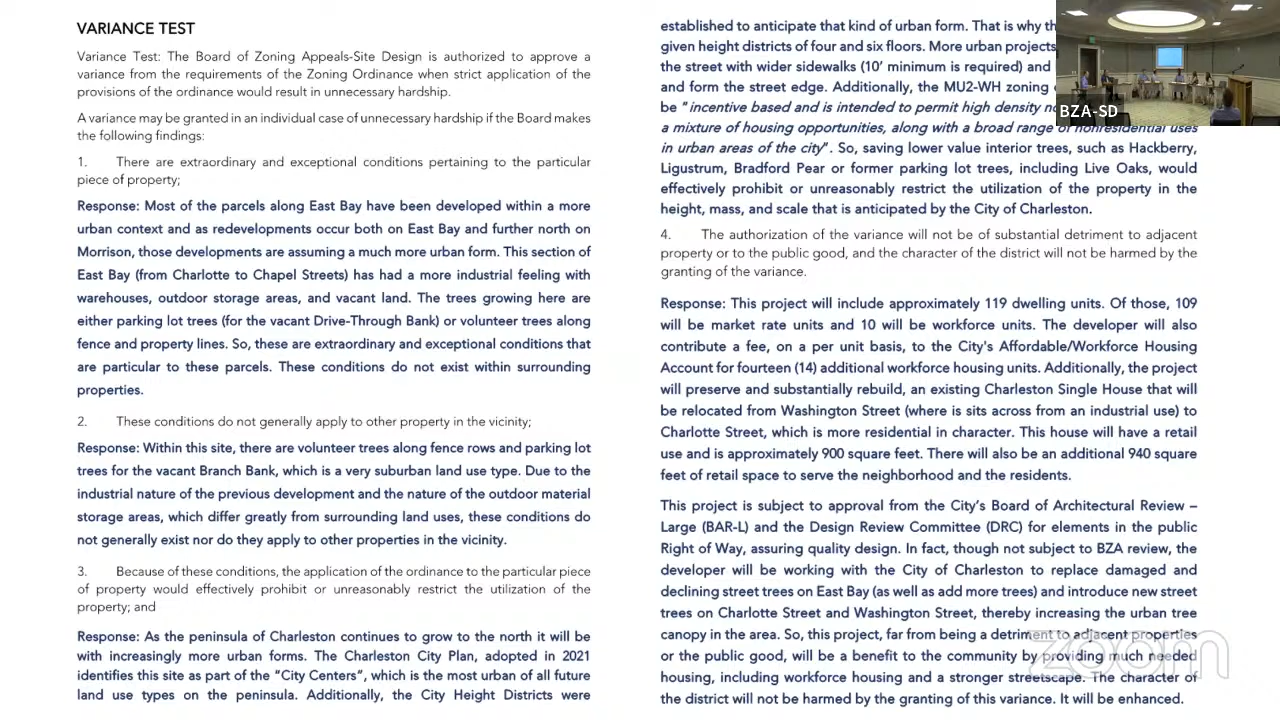 VARIANCE TEST
Variance Test: The Board of Zoning Appeals-Site Design is authorized to approve a
variance from the requirements of the Zoning Ordinance when strict application of the
provisions of the ordinance would result in unnecessary hardship.
A variance may be granted in an individual case of unnecessary hardship if the Board makes
the following findings:
1. There are extraordinary and exceptional conditions pertaining to the particular
piece of property;
Response: Most of the parcels along East Bay have been developed within a more
urban context and as redevelopments occur both on East Bay and further north on
Morrison, those developments are assuming a much more urban form. This section of
East Bay (from Charlotte to Chapel Streets) has had a more industrial feeling with
warehouses, outdoor storage areas, and vacant land. The trees growing here are
either parking lot trees (for the vacant Drive-Through Bank) or volunteer trees along
fence and property lines. So, these are extraordinary and exceptional conditions that
are particular to these parcels. These conditions do not exist within surrounding
properties.
2. These conditions do not generally apply to other property in the vicinity;
Response: Within this site, there are volunteer trees along fence rows and parking lot
trees for the vacant Branch Bank, which is a very suburban land use type. Due to the
industrial nature of the previous development and the nature of the outdoor material
storage areas, which differ greatly from surrounding land uses, these conditions do
not generally exist nor do they apply to other properties in the vicinity.
3. Because of these conditions, the application of the ordinance to the particular piece
of property would effectively prohibit or unreasonably restrict the utilization of the
property; and
Response: As the peninsula of Charleston continues to grow to the north it will be
with increasingly more urban forms. The Charleston City Plan, adopted in 2021
identifies this site as part of the "City Centers", which is the most urban of all future
land use types on the peninsula. Additionally, the City Height Districts were
established to anticipate that kind of urban form. That is why
given height districts of four and six floors. More urban projects
the street with wider sidewalks (10' minimum is required) and
and form the street edge. Additionally, the MU2-WH zoning
be "incentive based and is intended to permit high density
a mixture of housing opportunities, along with a broad range of nonresidential uses
in urban areas of the city". So, saving lower value interior trees, such as Hackberry,
Ligustrum, Bradford Pear or former parking lot trees, including Live Oaks, would
effectively prohibit or unreasonably restrict the utilization of the property in the
height, mass, and scale that is anticipated by the City of Charleston.
4. The authorization of the variance will not be of substantial detriment to adjacent
property or to the public good, and the character of the district will not be harmed by the
granting of the variance.
Response: This project will include approximately 119 dwelling units. Of those, 109
will be market rate units and 10 will be workforce units. The developer will also
contribute a fee, on a per unit basis, to the City's Affordable/Workforce Housing
Account for fourteen (14) additional workforce housing units. Additionally, the project
will preserve and substantially rebuild, an existing Charleston Single House that will
be relocated from Washington Street (where is sits across from an industrial use) to
Charlotte Street, which is more residential in character. This house will have a retail
use and is approximately 900 square feet. There will also be an additional 940 square
feet of retail space to serve the neighborhood and the residents.
This project is subject to approval from the City's Board of Architectural Review –
Large (BAR-L) and the Design Review Committee (DRC) for elements in the public
Right of Way, assuring quality design. In fact, though not subject to BZA review, the
developer will be working with the City of Charleston to replace damaged and
declining street trees on East Bay (as well as add more trees) and introduce new street
trees on Charlotte Street and Washington Street, thereby increasing the urban tree
canopy in the area. So, this project, far from being a detriment to adjacent properties
or the public good, will be a benefit to the community by providing much needed
housing, including workforce housing and a stronger streetscape. The character of
the district will not be harmed by the granting of this variance. It will be enhanced.
BZA-SD
zoom